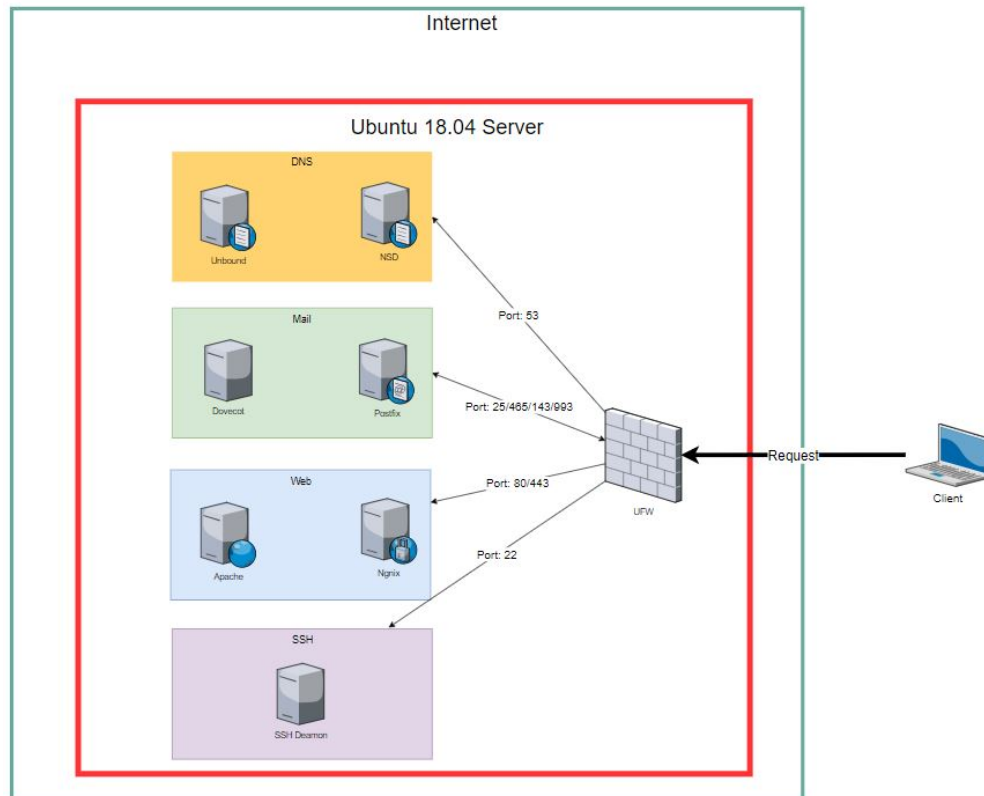 Internet
Ubuntu 18.04 Server
DNS
Unbound
NSD
Port: 53
Mail
Dovecot
Postfix
Port: 25/465/143/993
Request
Client
UFW
Web
Apache
Ngnix
Port: 80/443
Port: 22
SSH
SSH Deamon